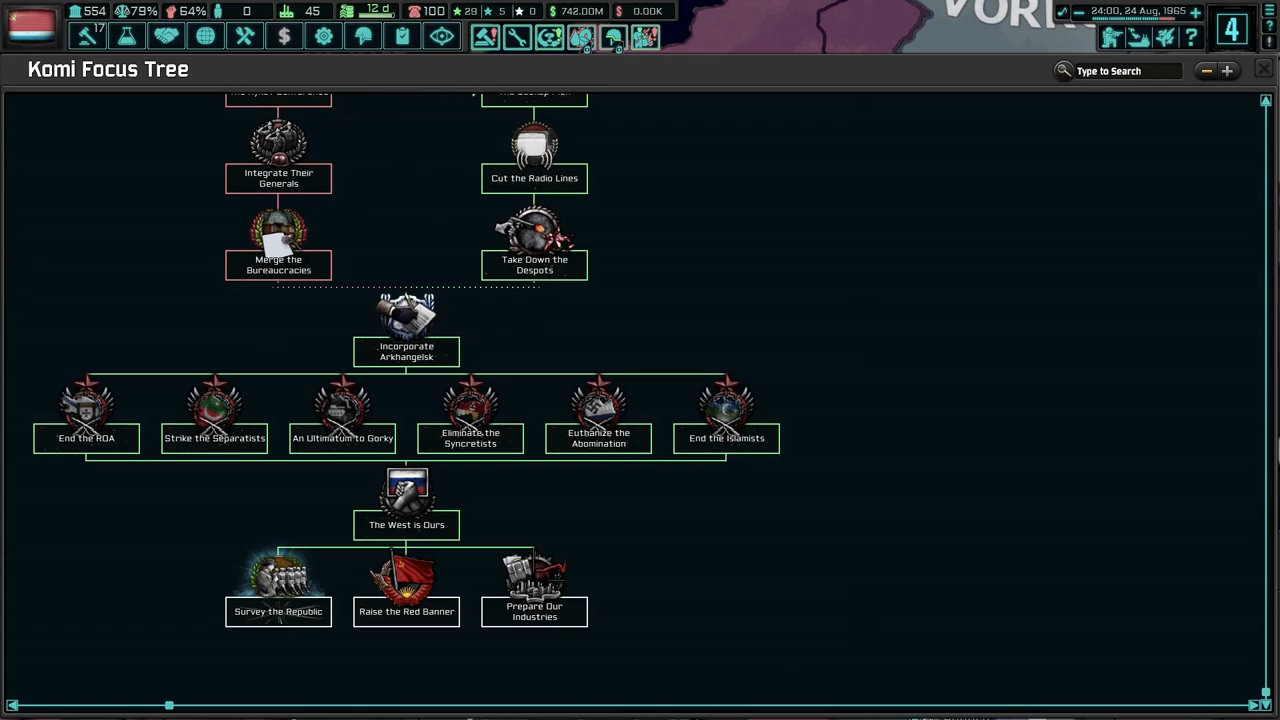 554 79% 64% 0 45 12 d 100 29 5 0 $ 742.00M $ 0.00K 24:00, 24 Aug, 1965 4
17
Komi Focus Tree
Type to Search
Integrate Their
Generals
Cut the Radio Lines
Merge the
Bureaucracies
Take Down the
Despots
Incorporate
Arkhangelsk
End the ROA
Strike the Separatists
An Ultimatum to Gorky
Eliminate the
Syncretists
Euthanize the
Abomination
End the Islamists
The West is Ours
Survey the Republic
Raise the Red Banner
Prepare Our
Industries